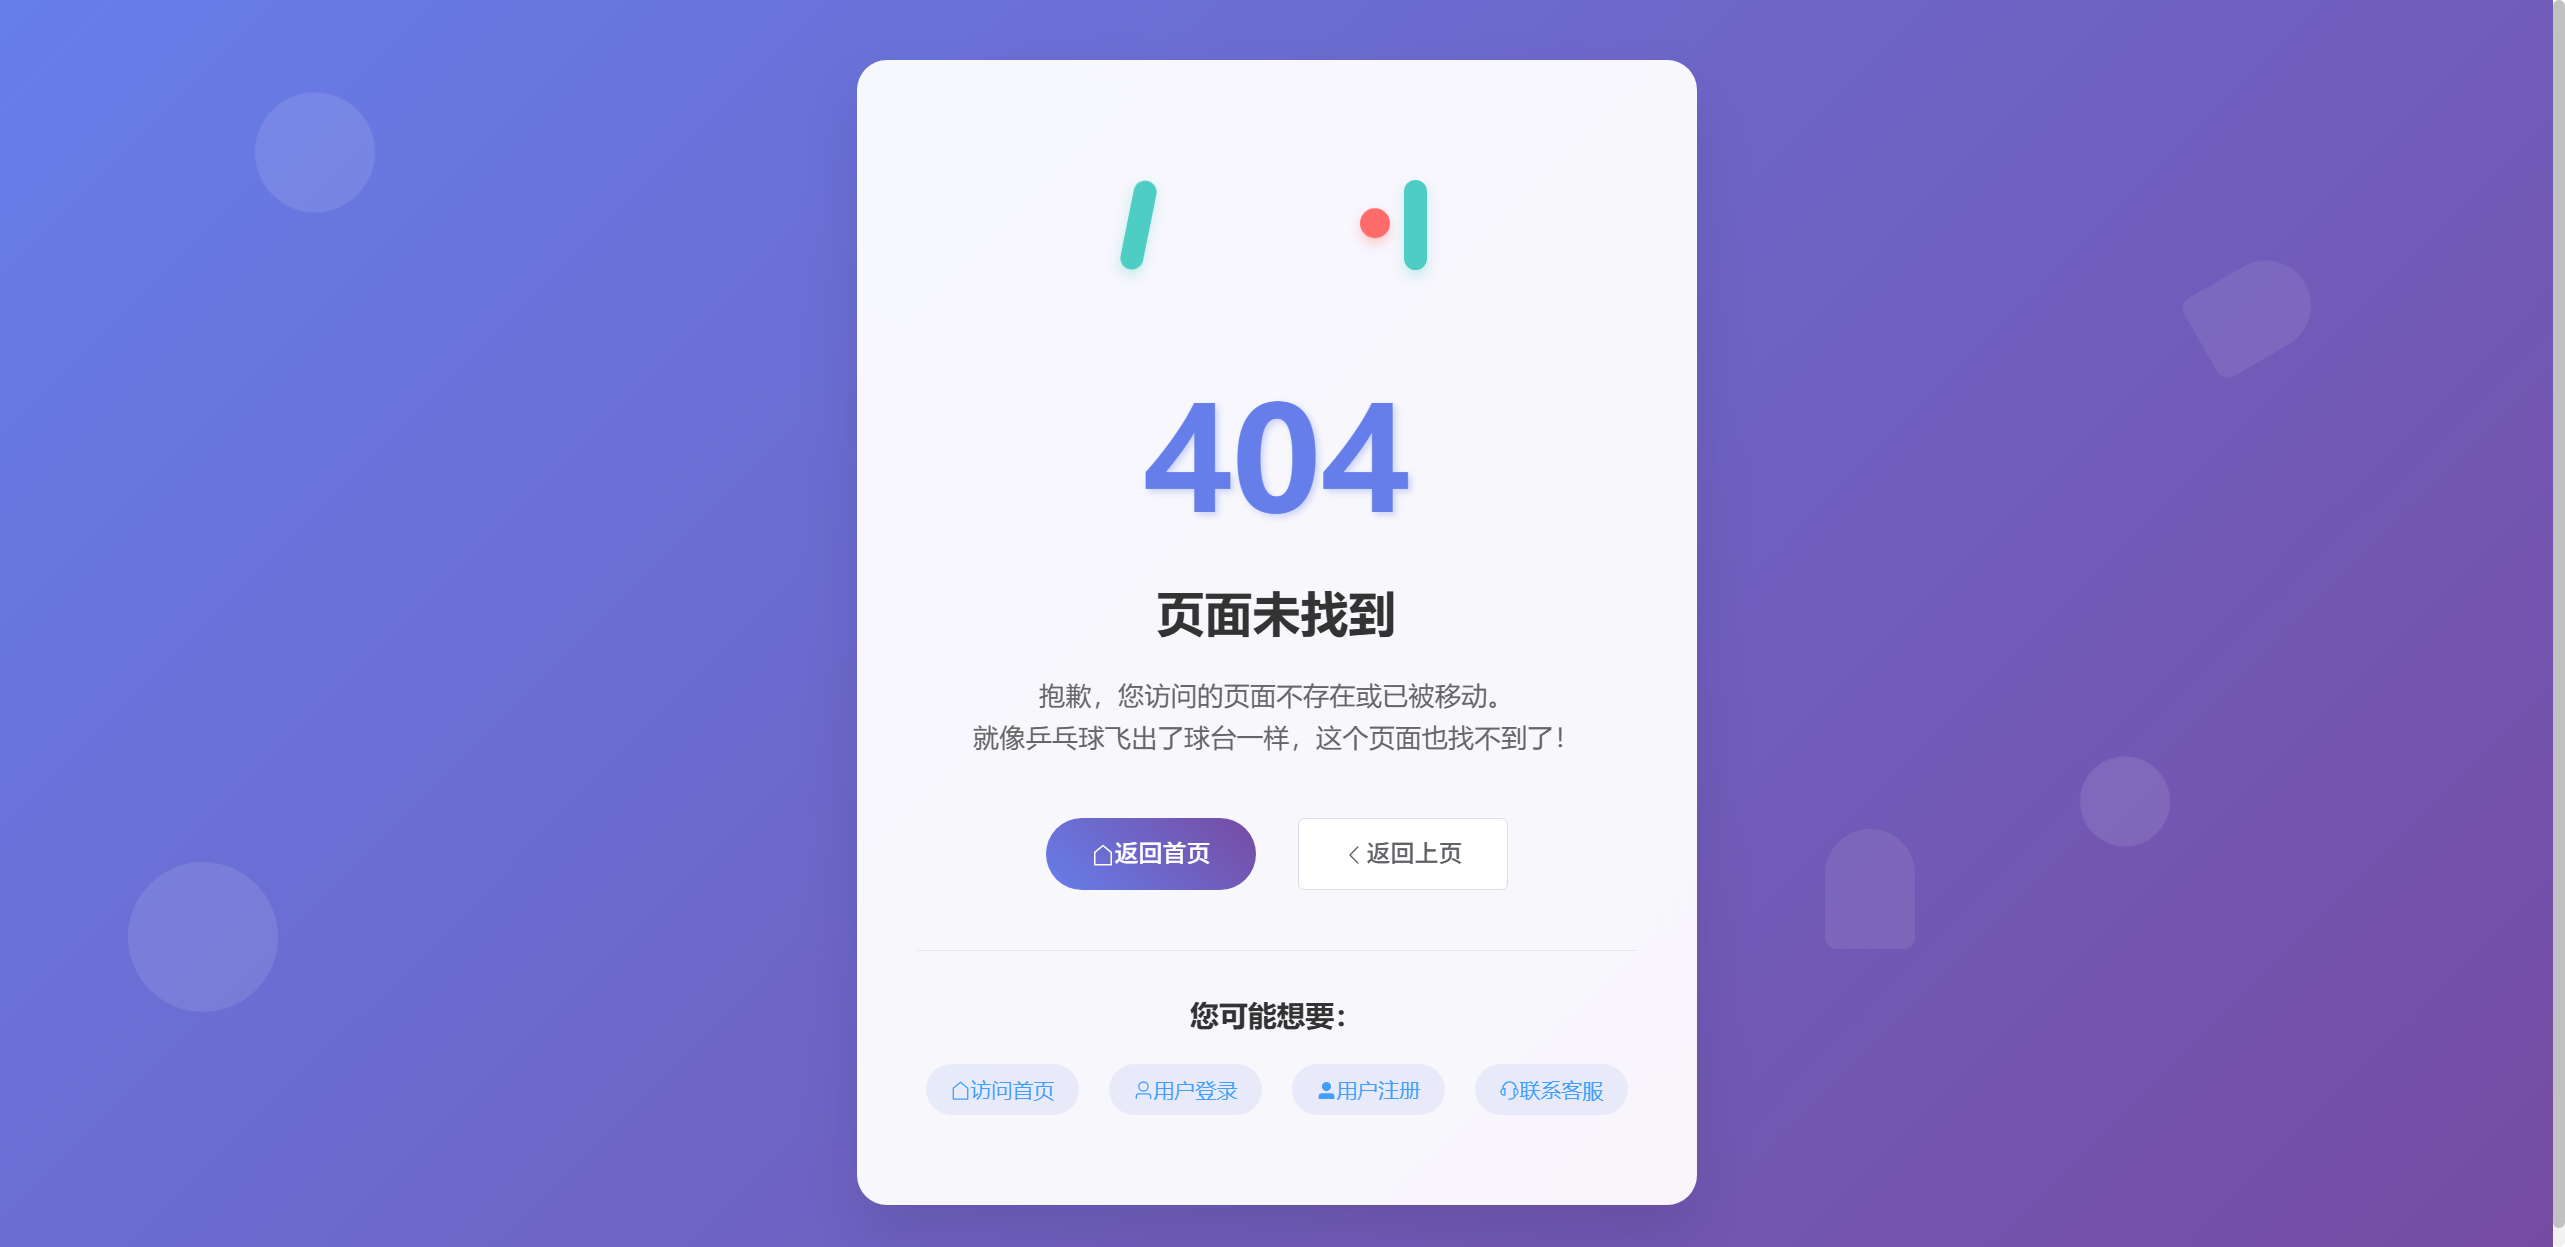 404
页面未找到
抱歉，您访问的页面不存在或已被移动。
就像乒乓球飞出了球台一样，这个页面也找不到了！
返回首页 返回上页
您可能想要：
访问首页 用户登录 用户注册 联系客服